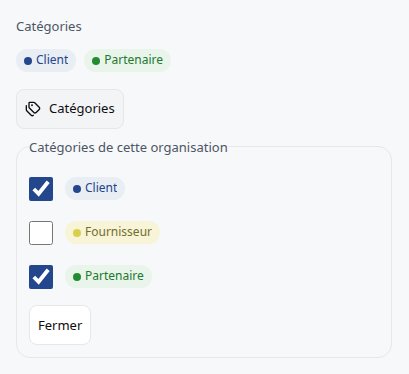 Catégories
Client Partenaire
Catégories
Catégories de cette organisation
Client
Fournisseur
Partenaire
Fermer